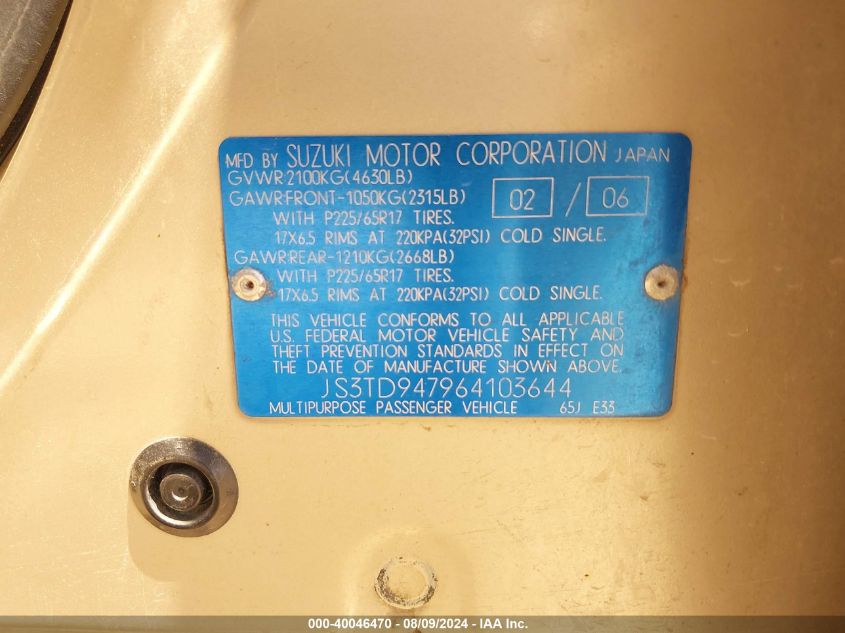 MFD BY SUZUKI MOTOR CORPORATION JAPAN
GVWR 2100KG(4630LB)
GAWR FRONT-1050KG(2315LB) 02 / 06
WITH P225/65R17 TIRES.
17X6.5 RIMS AT 220KPA(32PSI) COLD SINGLE.
GAWR REAR-1210KG(2668LB)
WITH P225/65R17 TIRES.
17X6.5 RIMS AT 220KPA(32PSI) COLD SINGLE.
THIS VEHICLE CONFORMS TO ALL APPLICABLE
U.S. FEDERAL MOTOR VEHICLE SAFETY AND
THEFT PREVENTION STANDARDS IN EFFECT ON
THE DATE OF MANUFACTURE SHOWN ABOVE.
JS3TD947964103644
MULTIPURPOSE PASSENGER VEHICLE 65J E33
000-40046470 - 08/09/2024 - IAA Inc.